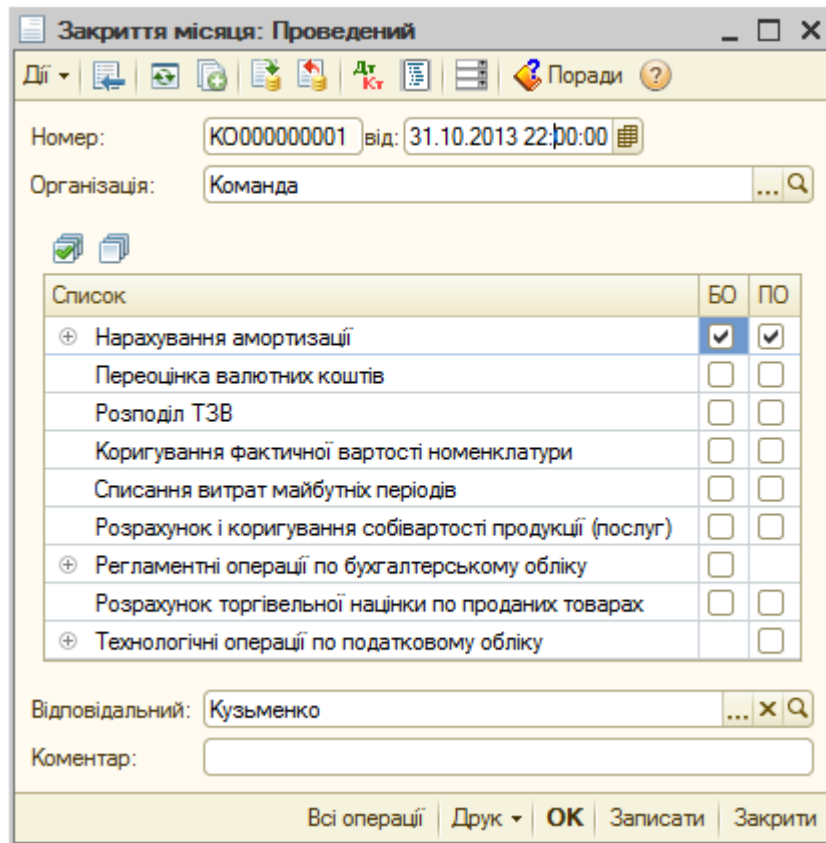 Закриття місяця: Проведений
Дії Дт Кт Поради ?
Номер: КО000000001 від: 31.10.2013 22:00:00
Організація: Команда ...
Список БО ПО
Нарахування амортизації
Переоцінка валютних коштів
Розподіл ТЗВ
Коригування фактичної вартості номенклатури
Списання витрат майбутніх періодів
Розрахунок і коригування собівартості продукції (послуг)
Регламентні операції по бухгалтерському обліку
Розрахунок торгівельної націнки по проданих товарах
Технологічні операції по податковому обліку
Відповідальний: Кузьменко ...
Коментар:
Всі операції Друк ОК Записати Закрити